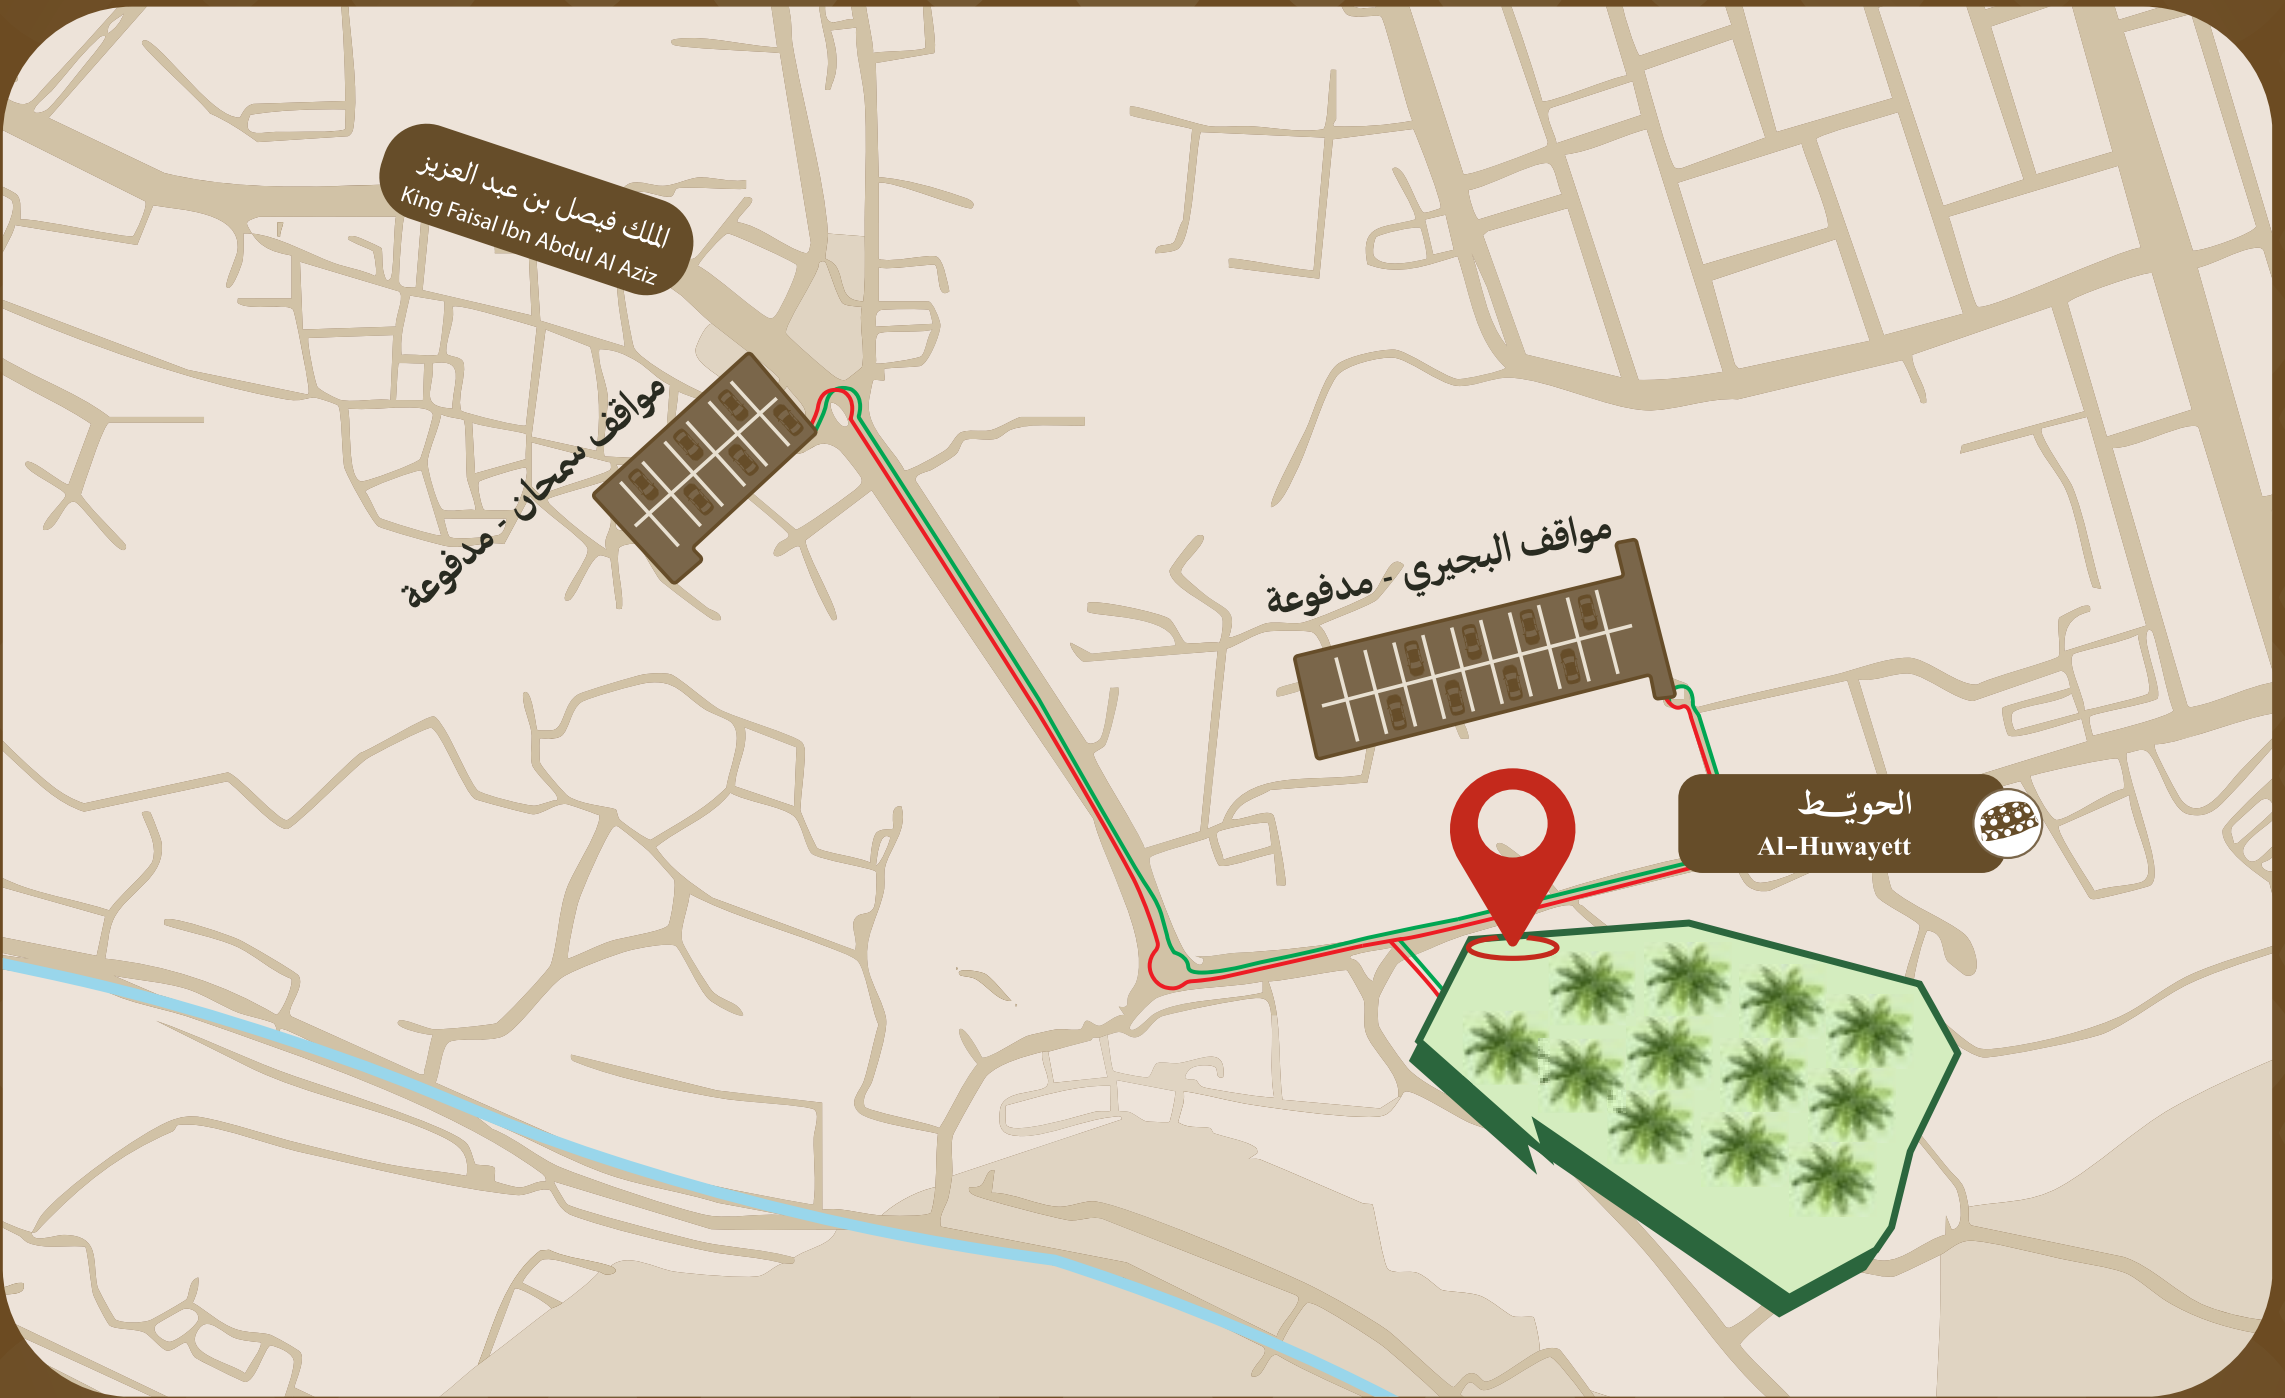 الملك فيصل بن عبد العزيز
King Faisal Ibn Abdul Al Aziz
مواقف سمحان - مدفوعة
مواقف البجيري - مدفوعة
الحويّـــط
Al-Huwayett